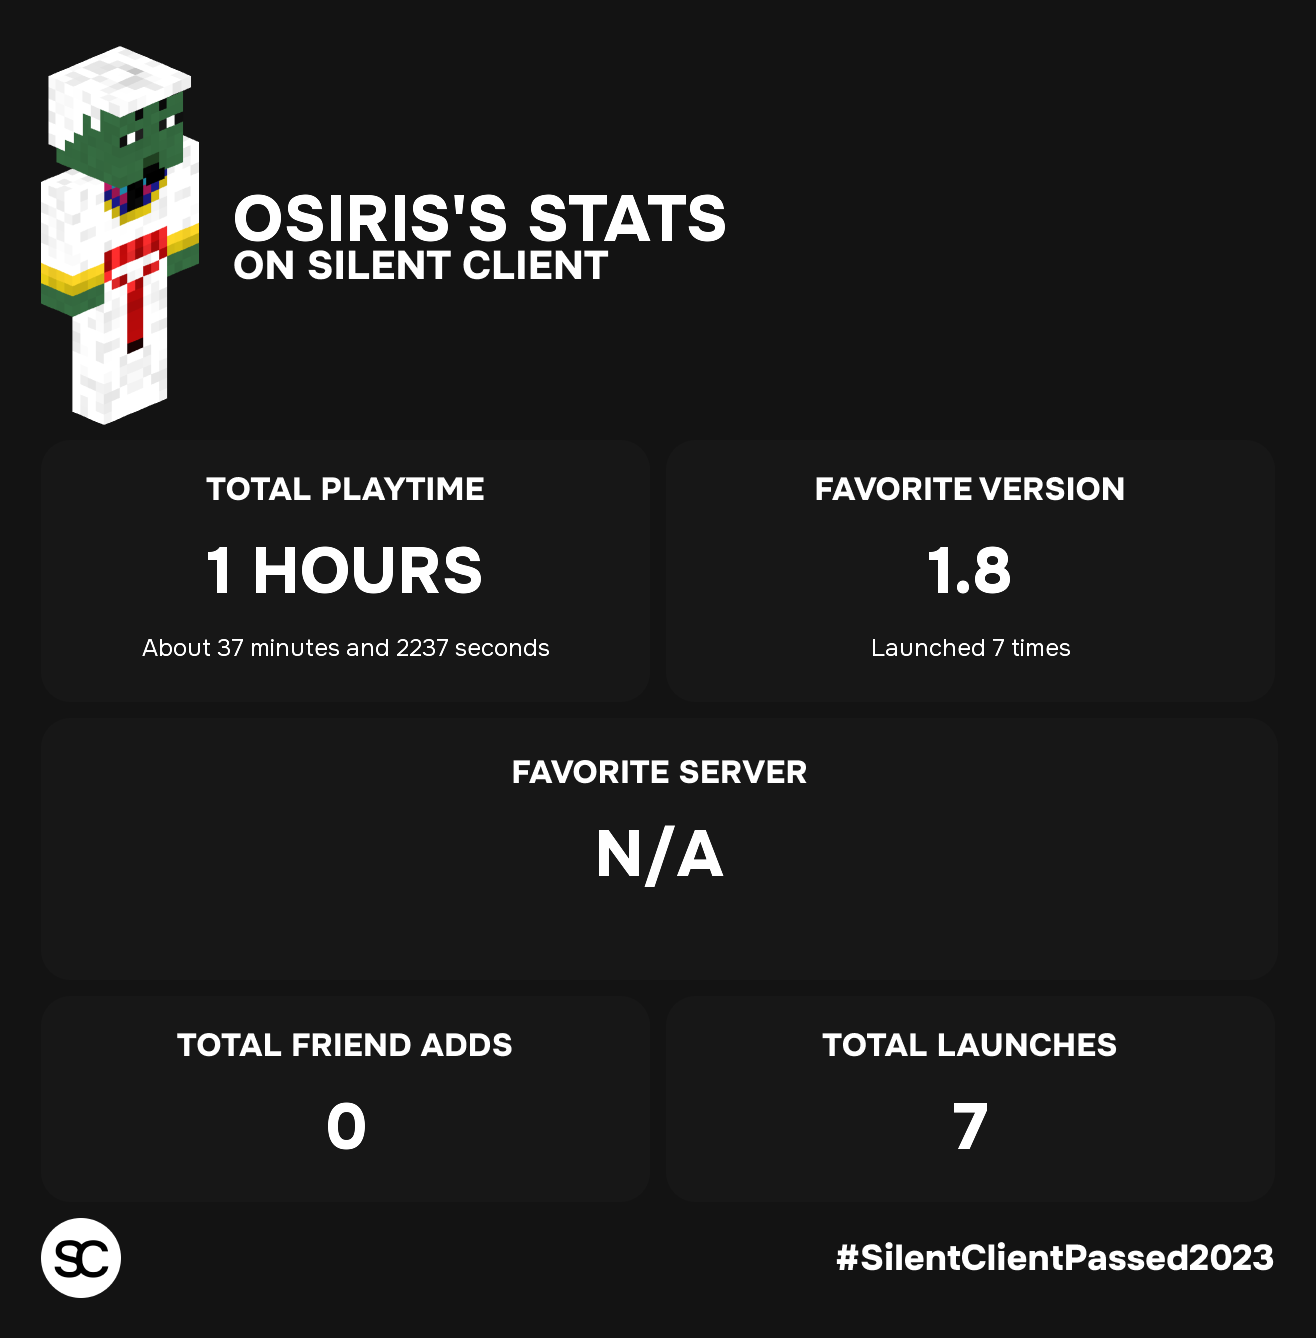 OSIRIS'S STATS
ON SILENT CLIENT
TOTAL PLAYTIME
1 HOURS
About 37 minutes and 2237 seconds
FAVORITE VERSION
1.8
Launched 7 times
FAVORITE SERVER
N/A
TOTAL FRIEND ADDS
0
TOTAL LAUNCHES
7
SC
#SilentClientPassed2023